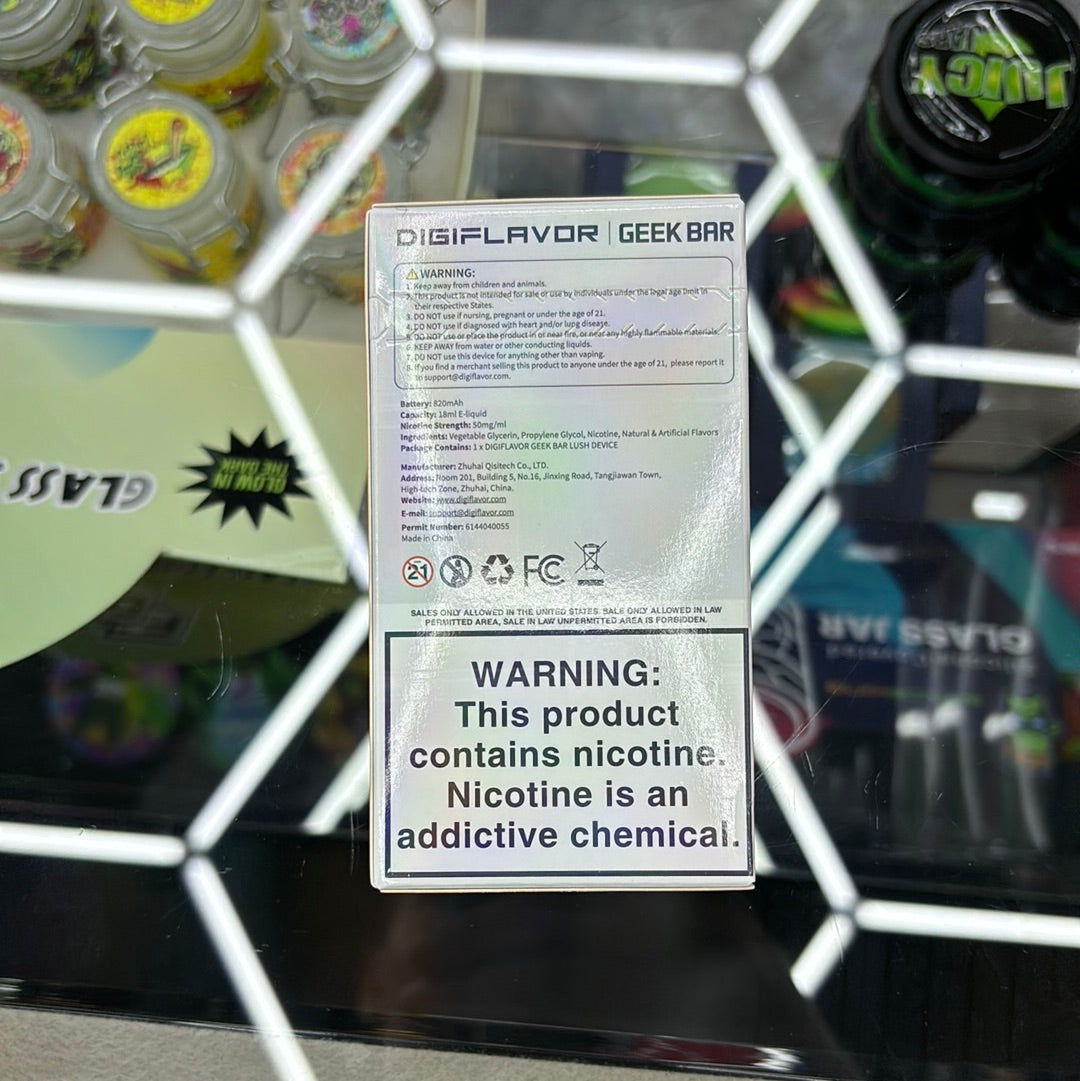 JUICY
JARS
DIGIFLAVOR | GEEK BAR
WARNING:
1. Keep away from children and animals.
2. This product is not intended for sale or use by individuals under the legal age limit in
their respective States.
3. DO NOT use if nursing, pregnant or under the age of 21.
4. DO NOT use if diagnosed with heart and/or lung disease.
5. DO NOT use or place the product in or near fire, or near any highly flammable materials.
6. KEEP AWAY from water or other conducting liquids.
7. DO NOT use this device for anything other than vaping.
8. If you find a merchant selling this product to anyone under the age of 21, please report it
to support@digiflavor.com.
Battery: 820mAh
Capacity: 18ml E-liquid
Nicotine Strength: 50mg/ml
Ingredients: Vegetable Glycerin, Propylene Glycol, Nicotine, Natural & Artificial Flavors
Package Contains: 1 x DIGIFLAVOR GEEK BAR LUSH DEVICE
Manufacturer: Zhuhai Qisitech Co., LTD.
Address: Room 201, Building 5, No.16, Jinxing Road, Tangjiawan Town,
High-tech Zone, Zhuhai, China.
Website: www.digiflavor.com
E-mail: support@digiflavor.com
Permit Number: 6144040055
Made in China
21
FC
SALES ONLY ALLOWED IN THE UNITED STATES. SALE ONLY ALLOWED IN LAW
PERMITTED AREA, SALE IN LAW UNPERMITTED AREA IS FORBIDDEN.
WARNING:
This product
contains nicotine.
Nicotine is an
addictive chemical.
GLOW IN
THE DARK
GLASS
GLASS JAR